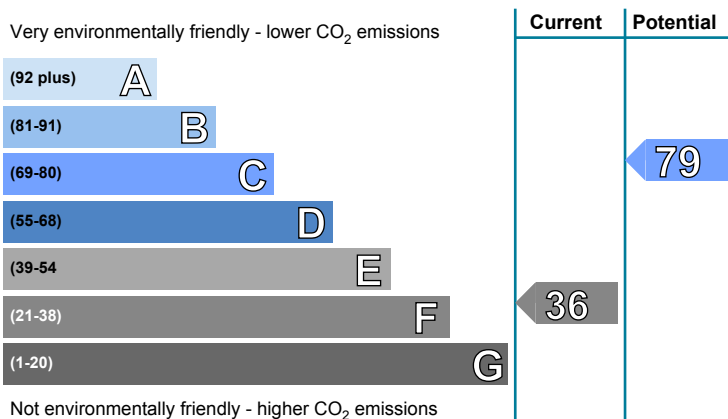 Current Potential
Very environmentally friendly - lower CO2 emissions
(92 plus) A
(81-91) B
(69-80) C
79
(55-68) D
(39-54 E
(21-38) F
36
(1-20) G
Not environmentally friendly - higher CO2 emissions